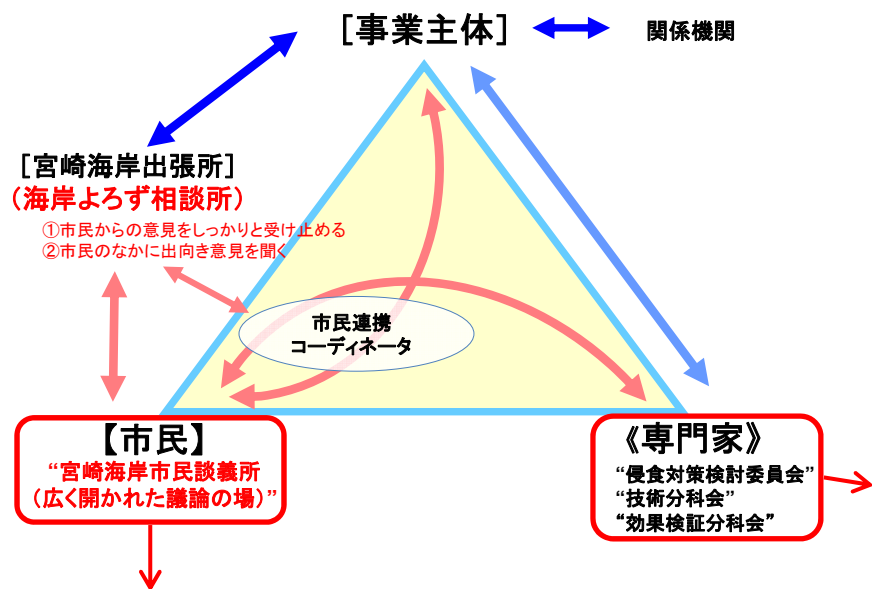 ［事業主体］
関係機関
［宮崎海岸出張所］
（海岸よろず相談所）
①市民からの意見をしっかりと受け止める
②市民のなかに出向き意見を聞く
市民連携
コーディネータ
【市民】
“宮崎海岸市民談義所
（広く開かれた議論の場）”
《専門家》
“侵食対策検討委員会”
“技術分科会”
“効果検証分科会”